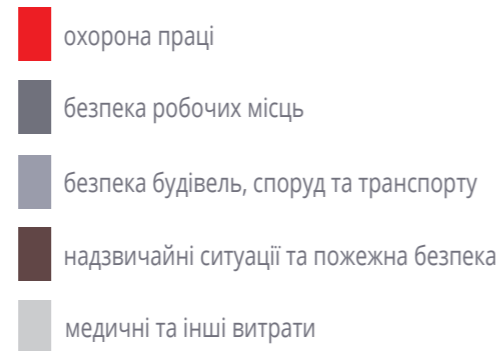 охорона праці
безпека робочих місць
безпека будівель, споруд та транспорту
надзвичайні ситуації та пожежна безпека
медичні та інші витрати